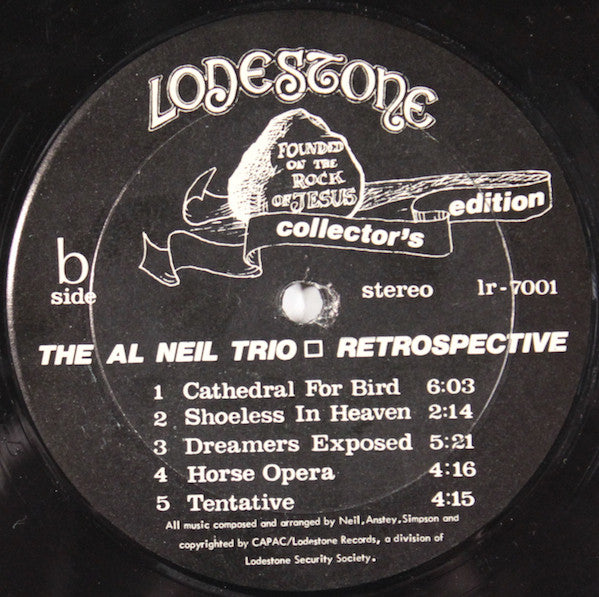 LODESTONE
FOUNDED
ON THE
ROCK
OF JESUS
collector's edition
b
side
stereo lr-7001
THE AL NEIL TRIO □ RETROSPECTIVE
1 Cathedral For Bird 6:03
2 Shoeless In Heaven 2:14
3 Dreamers Exposed 5:21
4 Horse Opera 4:16
5 Tentative 4:15
All music composed and arranged by Neil, Anstey, Simpson and
copyrighted by CAPAC/Lodestone Records, a division of
Lodestone Security Society.